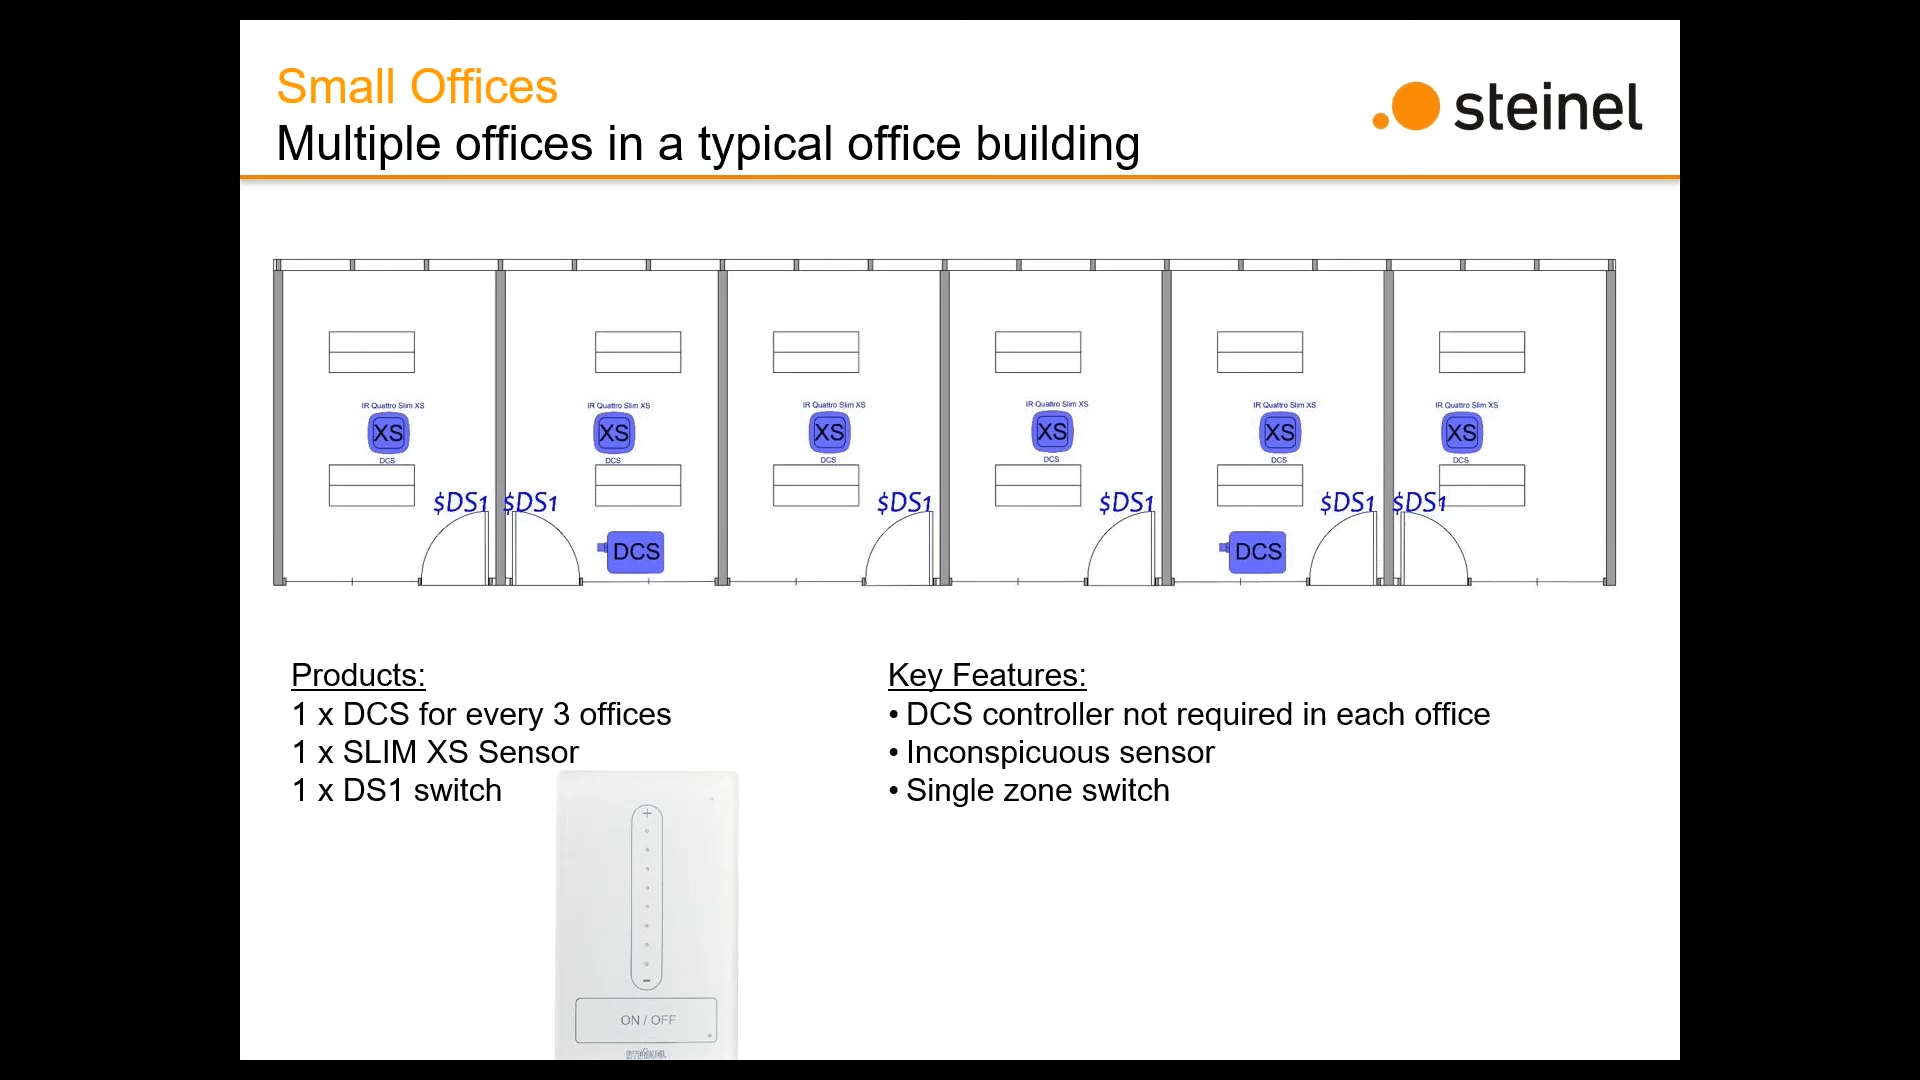 Small Offices
Multiple offices in a typical office building
steinel
IR Quattro Slim XS IR Quattro Slim XS IR Quattro Slim XS IR Quattro Slim XS IR Quattro Slim XS IR Quattro Slim XS
XS XS XS XS XS XS
DCS DCS DCS DCS DCS DCS
$DS1 $DS1 $DS1 $DS1 $DS1 $DS1
DCS DCS
Products:
1 x DCS for every 3 offices
1 x SLIM XS Sensor
1 x DS1 switch
Key Features:
• DCS controller not required in each office
• Inconspicuous sensor
• Single zone switch
+
-
ON / OFF
STEINEL